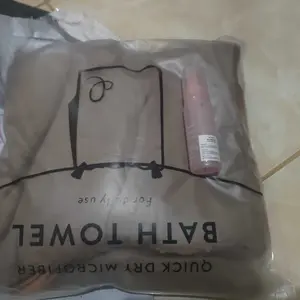 QUICK DRY MICROFIBER
BATH TOWEL
for daily use